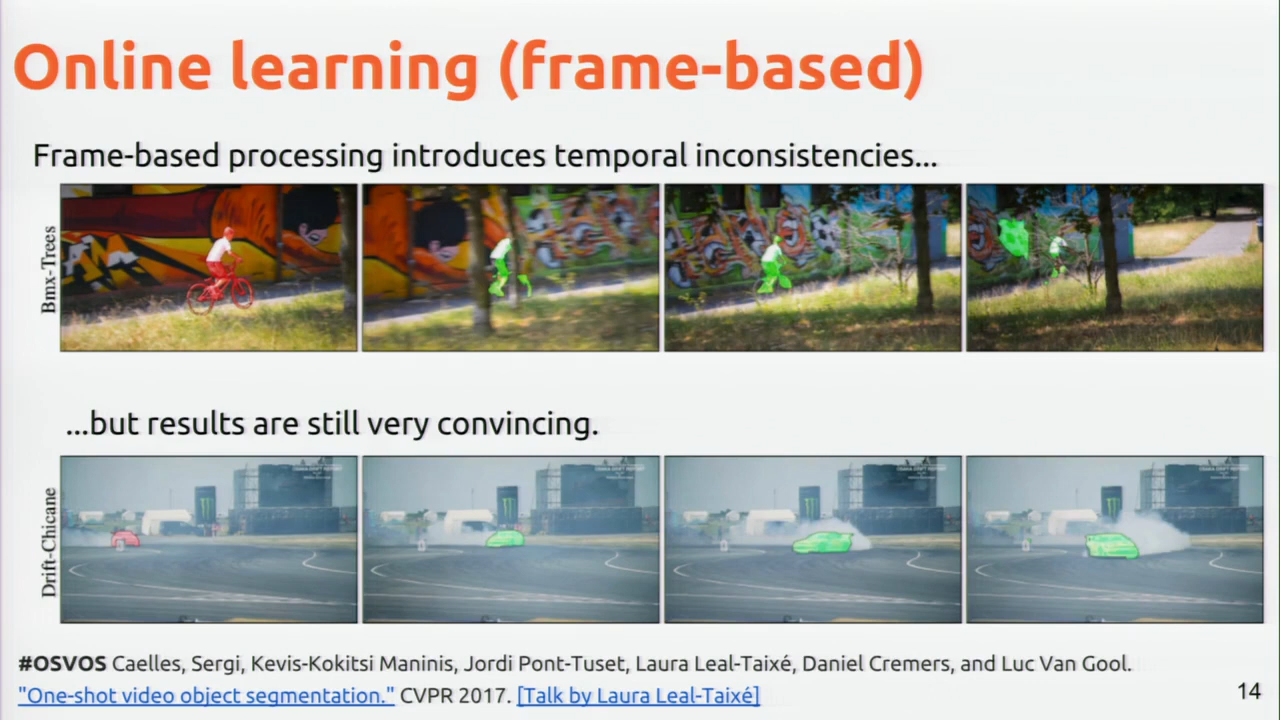 Online learning (frame-based)
Frame-based processing introduces temporal inconsistencies...
Bmx-Trees
...but results are still very convincing.
Drift-Chicane
#OSVOS Caelles, Sergi, Kevis-Kokitsi Maninis, Jordi Pont-Tuset, Laura Leal-Taixé, Daniel Cremers, and Luc Van Gool.
"One-shot video object segmentation." CVPR 2017. [Talk by Laura Leal-Taixé]
14